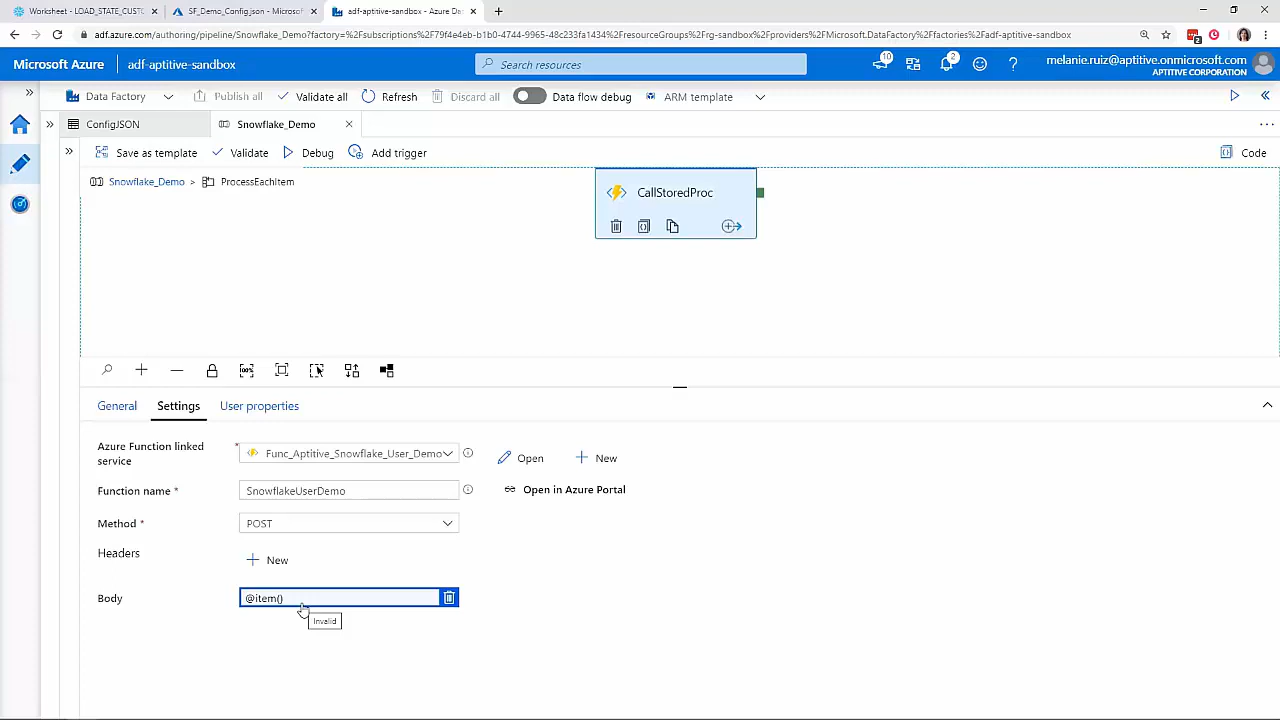 Worksheet - LOAD_STATE_CUSTC
SF_Demo_Config.json - Microsoft
adf-aptitive-sandbox - Azure Da
adf.azure.com/authoring/pipeline/Snowflake_Demo?factory=%2Fsubscriptions%2F79f4e4eb-b1b0-4744-9965-48c233fa1434%2FresourceGroups%2Frg-sandbox%2Fproviders%2FMicrosoft.DataFactory%2Ffactories%2Fadf-aptitive-sandbox
2
Microsoft Azure
adf-aptitive-sandbox
Search resources
10
2
melanie.ruiz@aptitive.onmicrosoft.com
APTITIVE CORPORATION
Data Factory
Publish all
Validate all
Refresh
Discard all
Data flow debug
ARM template
ConfigJSON
Snowflake_Demo
Save as template
Validate
Debug
Add trigger
Code
Snowflake_Demo > ProcessEachItem
CallStoredProc
General
Settings
User properties
Azure Function linked
service *
Func_Aptitive_Snowflake_User_Demo
Open
New
Function name *
SnowflakeUserDemo
Open in Azure Portal
Method *
POST
Headers
New
Body
@item()
Invalid